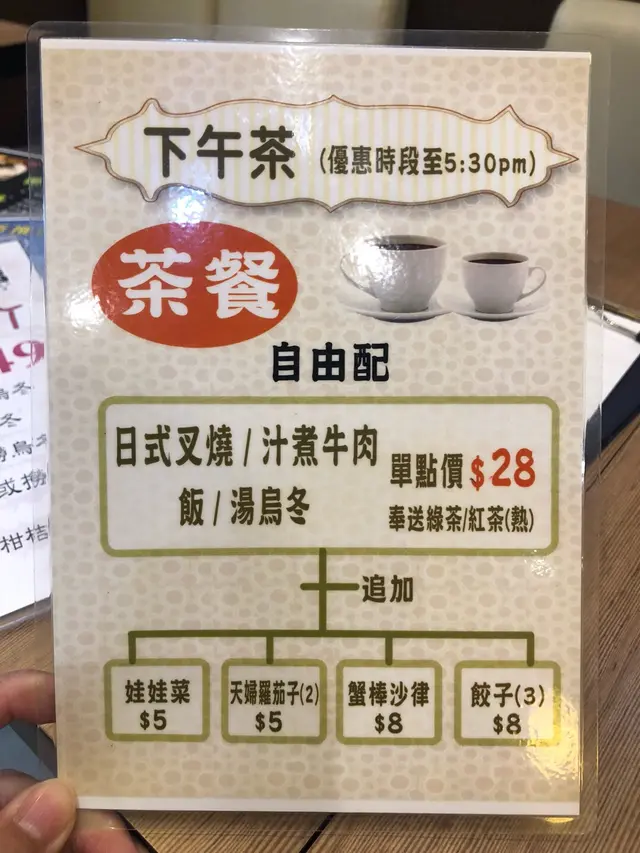 下午茶 (優惠時段至5:30pm)
茶餐
自由配
日式叉燒/汁煮牛肉
飯/湯烏冬
單點價$28
奉送綠茶/紅茶(熱)
追加
娃娃菜
$5
天婦羅茄子(2)
$5
蟹棒沙律
$8
餃子(3)
$8